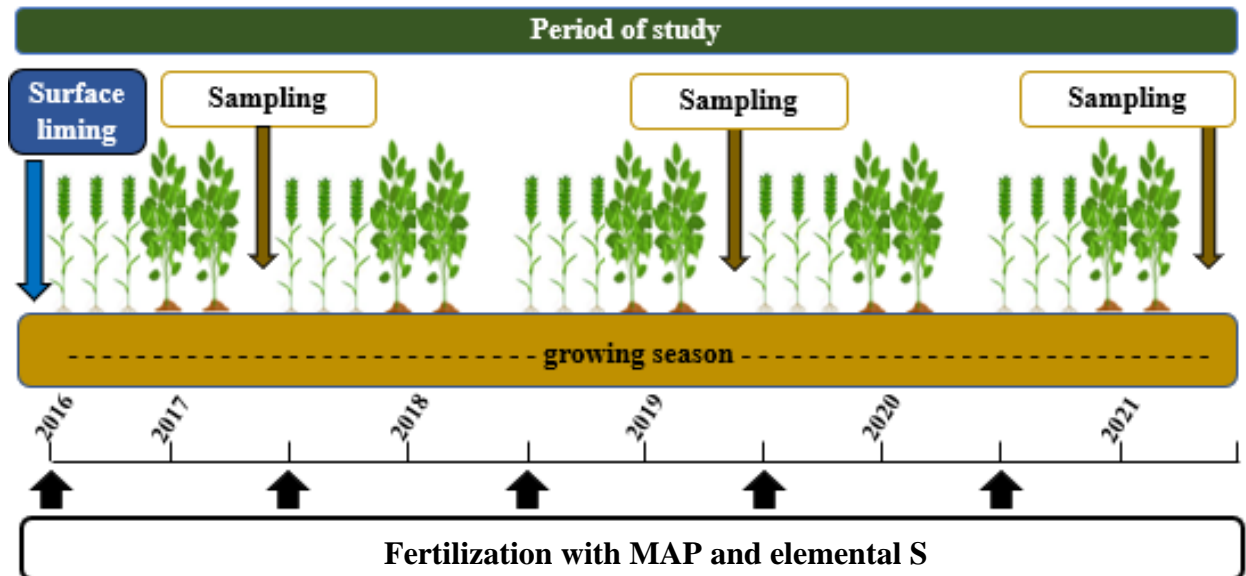 Period of study
Surface
liming
Sampling
Sampling
Sampling
growing season
2016
2017
2018
2019
2020
2021
Fertilization with MAP and elemental S